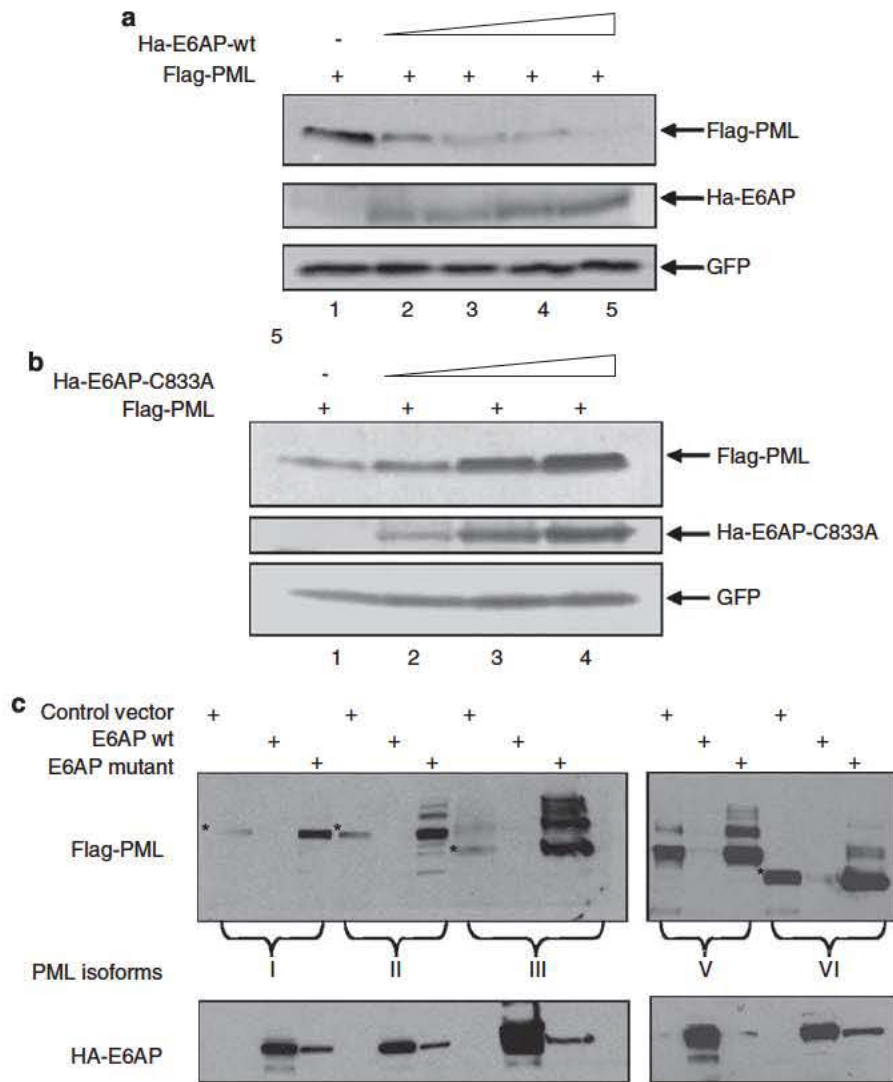 a
Ha-E6AP-wt -
Flag-PML + + + + +
Flag-PML
Ha-E6AP
GFP
1 2 3 4 5
5
b
Ha-E6AP-C833A -
Flag-PML + + + +
Flag-PML
Ha-E6AP-C833A
GFP
1 2 3 4
c
Control vector + + + + +
E6AP wt + + + + +
E6AP mutant + + + + +
Flag-PML * * * *
PML isoforms I II III V VI
HA-E6AP